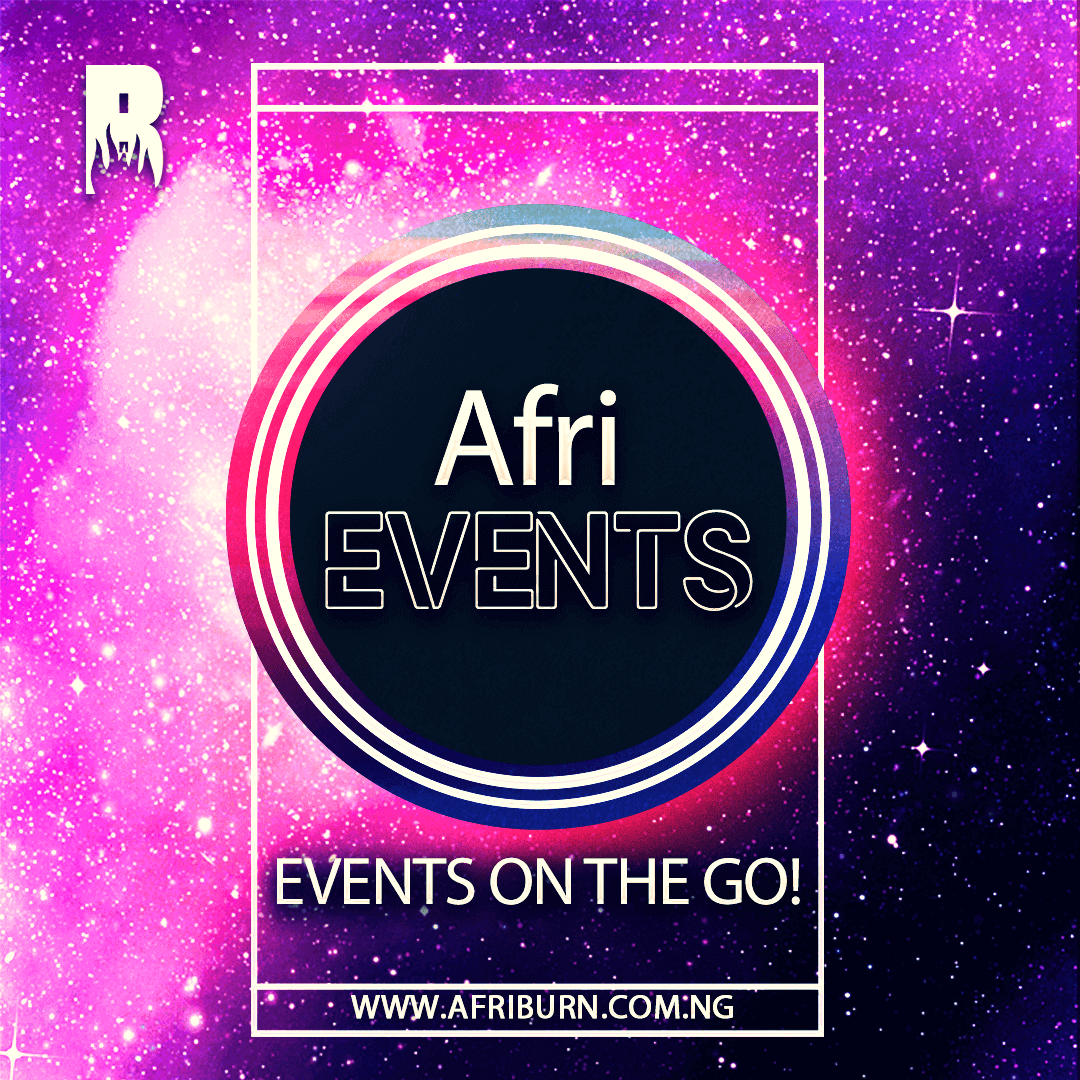 B
Afri
EVENTS
EVENTS ON THE GO!
WWW.AFRIBURN.COM.NG